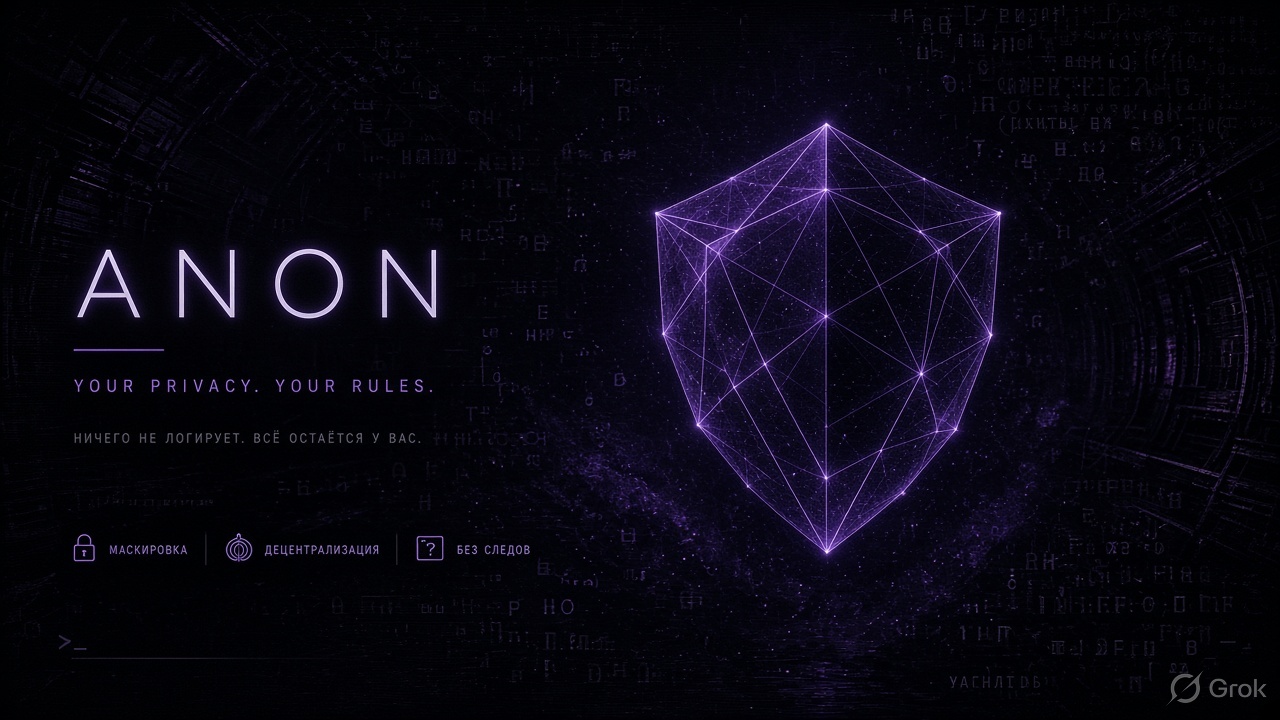 ANON
YOUR PRIVACY. YOUR RULES.
НИЧЕГО НЕ ЛОГИРУЕТ. ВСЁ ОСТАЁТСЯ У ВАС.
МАСКИРОВКА
ДЕЦЕНТРАЛИЗАЦИЯ
?
БЕЗ СЛЕДОВ
>_
Grok